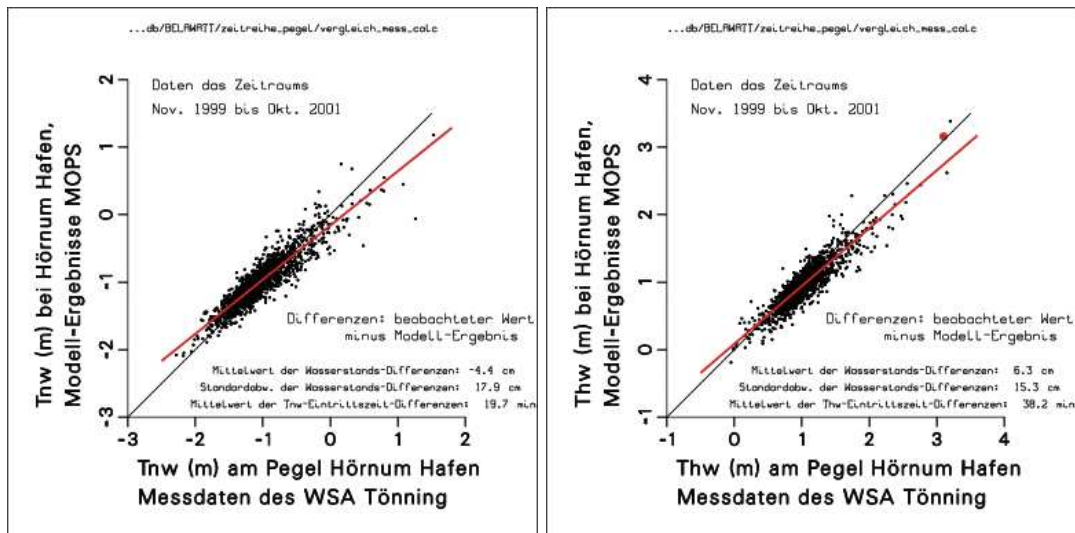 ...db/BELAWATT/zeitreihe_pegel/vergleich_mess_calc
Daten das Zeitraums
Nov. 1999 bis Okt. 2001
Tnw (m) bei Hörnum Hafen,
Modell-Ergebnisse MOPS
2
1
0
-1
-2
-3
Differenzen: beobachteter Wert
minus Modell-Ergebnis
Mittelwert der Wasserstands-Differenzen: -4.4 cm
Standardabw. der Wasserstands-Differenzen: 17.9 cm
Mittelwert der Tnw-Eintrittszeit-Differenzen: 19.7 min
-3 -2 -1 0 1 2
Tnw (m) am Pegel Hörnum Hafen
Messdaten des WSA Tönning
...db/BELAWATT/zeitreihe_pegel/vergleich_mess_calc
Daten das Zeitraums
Nov. 1999 bis Okt. 2001
Thw (m) bei Hörnum Hafen,
Modell-Ergebnisse MOPS
4
3
2
1
0
-1
Differenzen: beobachteter Wert
minus Modell-Ergebnis
Mittelwert der Wasserstands-Differenzen: 6.3 cm
Standardabw. der Wasserstands-Differenzen: 15.3 cm
Mittelwert der Thw-Eintrittszeit-Differenzen: 38.2 min
-1 0 1 2 3 4
Thw (m) am Pegel Hörnum Hafen
Messdaten des WSA Tönning